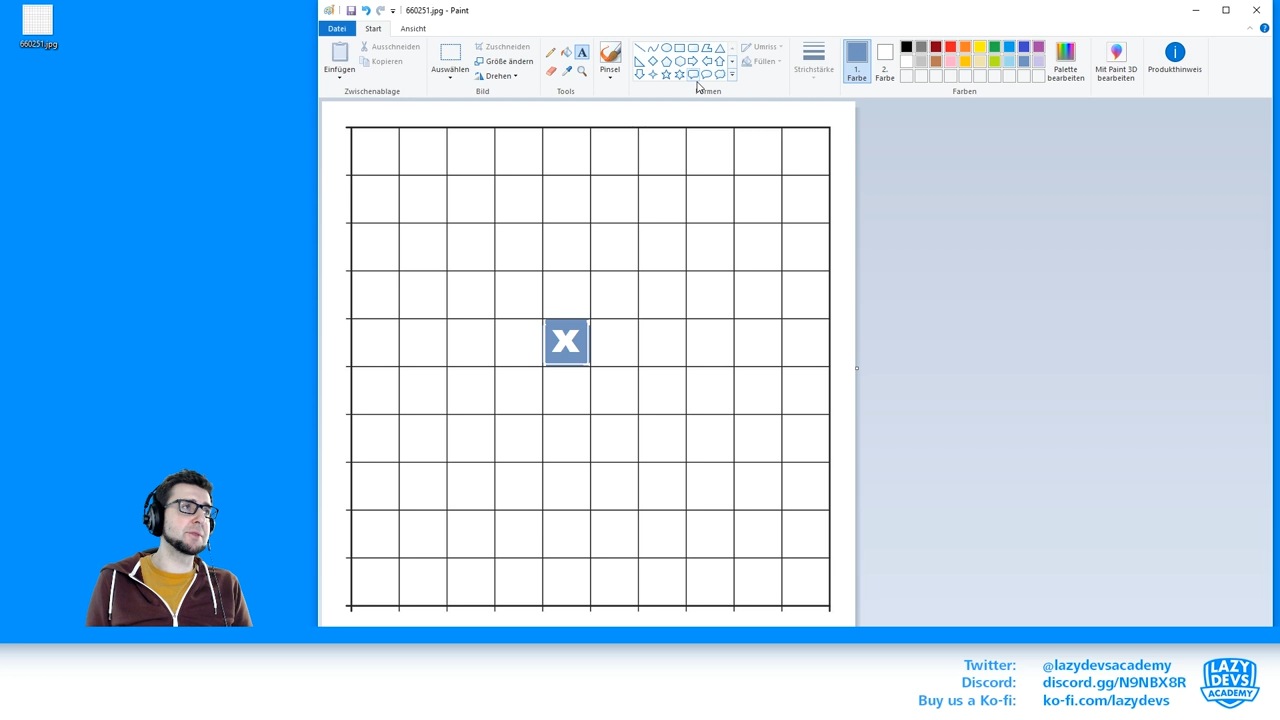 660251.jpg - Paint
Datei
Start
Ansicht
660251.jpg
Einfügen
Ausschneiden
Kopieren
Zwischenablage
Auswählen
Zuschneiden
Größe ändern
Drehen
Bild
A
Tools
Pinsel
Formen
Umriss
Füllen
Strichstärke
1.
Farbe
2.
Farbe
Farben
Palette
bearbeiten
Mit Paint 3D
bearbeiten
Produkthinweis
X
Twitter: @lazydevsacademy
Discord: discord.gg/N9NBX8R
Buy us a Ko-fi: ko-fi.com/lazydevs
LAZY
DEVS
ACADEMY